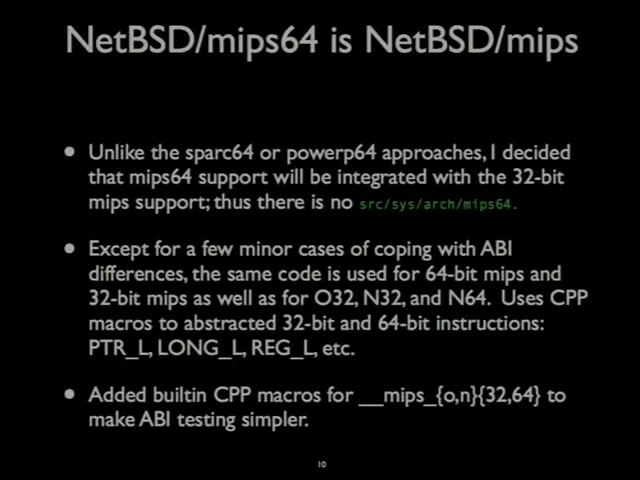 NetBSD/mips64 is NetBSD/mips
• Unlike the sparc64 or powerp64 approaches, I decided
that mips64 support will be integrated with the 32-bit
mips support; thus there is no src/sys/arch/mips64.
• Except for a few minor cases of coping with ABI
differences, the same code is used for 64-bit mips and
32-bit mips as well as for O32, N32, and N64. Uses CPP
macros to abstracted 32-bit and 64-bit instructions:
PTR_L, LONG_L, REG_L, etc.
• Added builtin CPP macros for __mips_{o,n}{32,64} to
make ABI testing simpler.
10